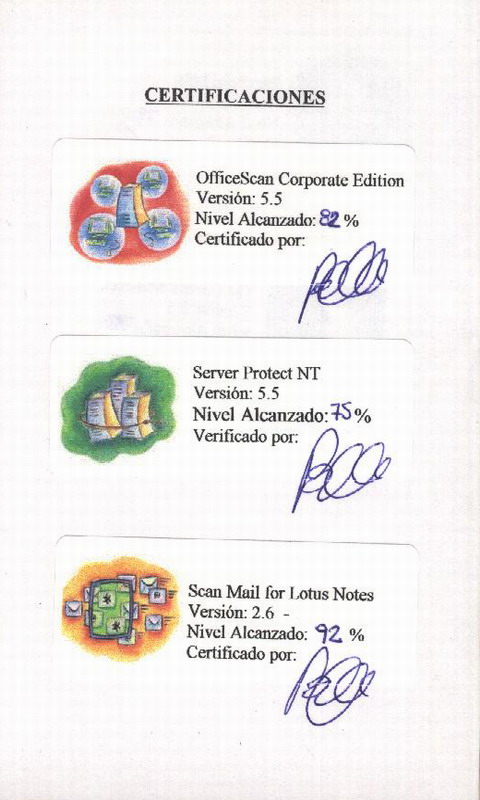 CERTIFICACIONES
OfficeScan Corporate Edition
Versión: 5.5
Nivel Alcanzado: 82 %
Certificado por:
Server Protect NT
Versión: 5.5
Nivel Alcanzado: 75 %
Verificado por:
Scan Mail for Lotus Notes
Versión: 2.6 -
Nivel Alcanzado: 92 %
Certificado por: